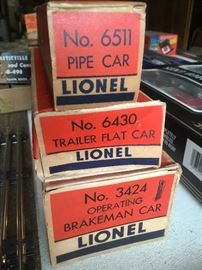 No. 6511
PIPE CAR
LIONEL
No. 6430
TRAILER FLAT CAR
LIONEL
No. 3424
OPERATING
BRAKEMAN CAR
LIONEL